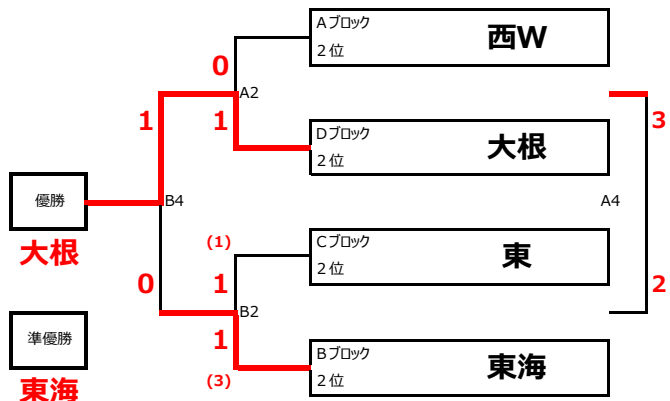 Aブロック
2位
西W
0
A2
1
1
3
Dブロック
2位
大根
優勝
B4
A4
大根
(1)
Cブロック
2位
東
0
1
2
B2
準優勝
1
Bブロック
2位
東海
(3)
東海